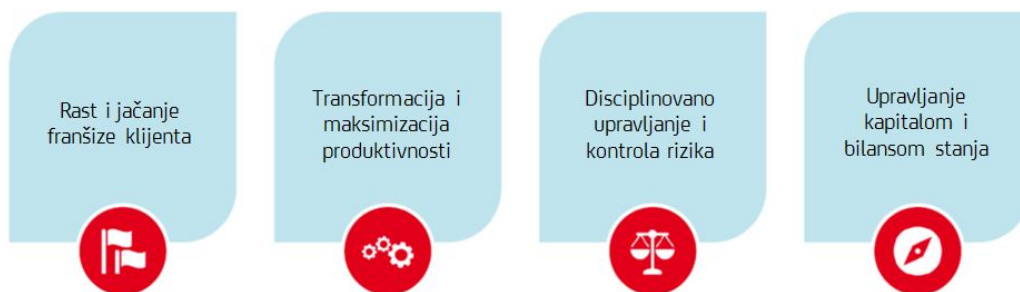 Rast i jačanje
franšize klijenta
Transformacija i
maksimizacija
produktivnosti
Disciplinovano
upravljanje i
kontrola rizika
Upravljanje
kapitalom i
bilansom stanja